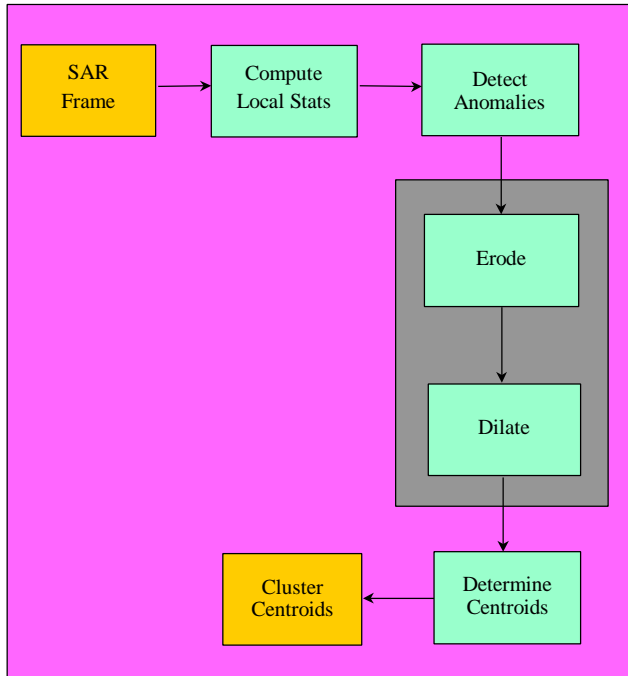 SAR
Frame
Compute
Local Stats
Detect
Anomalies
Erode
Dilate
Determine
Centroids
Cluster
Centroids